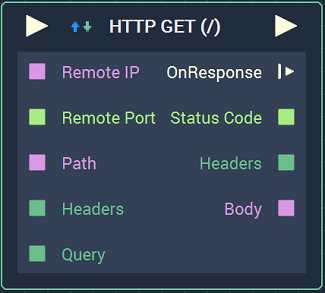 HTTP GET (/)
Remote IP OnResponse
Remote Port Status Code
Path Headers
Headers Body
Query